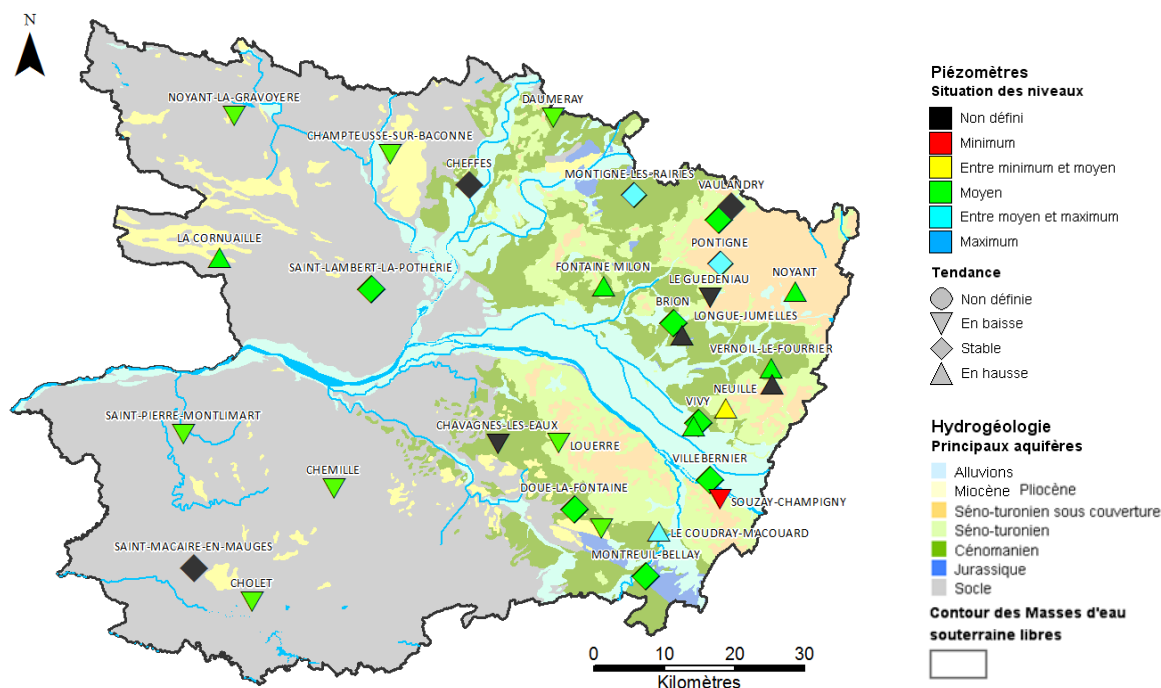 N
NOYANT-LA-GRAVOYERE
DAUMERAY
CHAMPTEUSSE-SUR-BACONNE
CHEFFES
MONTIGNE-LES-RAIRIES
VAULANDRY
LA CORNUAILLE
PONTIGNE
SAINT-LAMBERT-LA-POTHERIE
FONTAINE MILON
LE GUEDENIAU
NOYANT
BRION
LONGUE-JUMELLES
VERNOIL-LE-FOURRIER
NEUILLE
VIVY
SAINT-PIERRE-MONTLIMART
CHAVAGNES-LES-EAUX
LOUERRE
VILLEBERNIER
CHEMILLE
DOUE-LA-FONTAINE
SOUZAY-CHAMPIGNY
LE COUDRAY-MACOUARD
SAINT-MACAIRE-EN-MAUGES
MONTREUIL-BELLAY
CHOLET
0 10 20 30
Kilomètres
Piézomètres
Situation des niveaux
Non défini
Minimum
Entre minimum et moyen
Moyen
Entre moyen et maximum
Maximum
Tendance
Non définie
En baisse
Stable
En hausse
Hydrogéologie
Principaux aquifères
Alluvions
Miocène Pliocène
Séno-turonien sous couverture
Séno-turonien
Cénomanien
Jurassique
Socle
Contour des Masses d'eau
souterraine libres